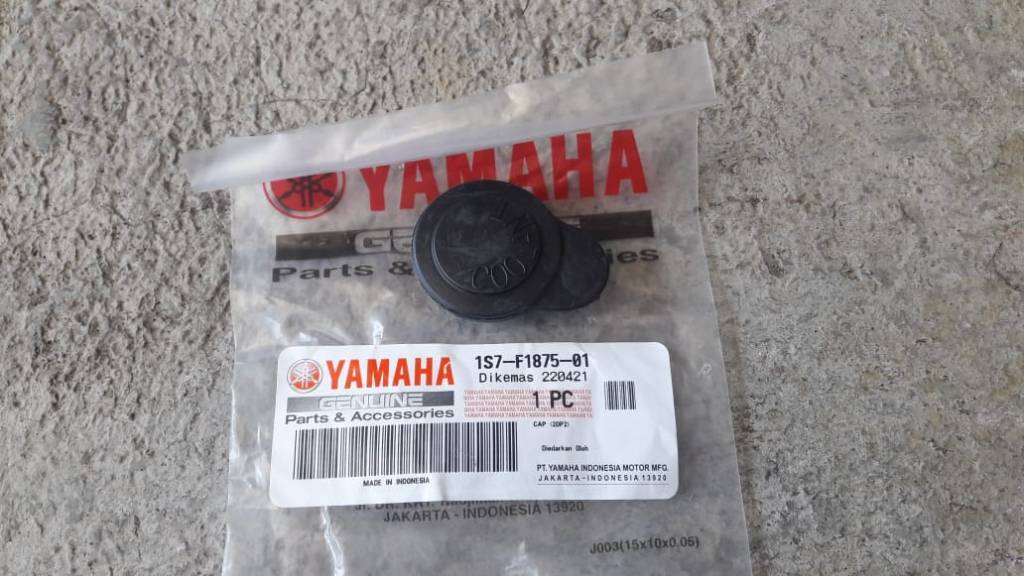 YAMAHA
GENUINE
Parts &
YAMAHA
GENUINE
Parts & Accessories
1S7-F1875-01
Dikemas 220421
1 PC
CAP (2DP2)
MADE IN INDONESIA
Diedarkan Oleh
PT. YAMAHA INDONESIA MOTOR MFG.
JAKARTA-INDONESIA 13920
JAKARTA - INDONESIA 13920
J003(15x10x0.05)